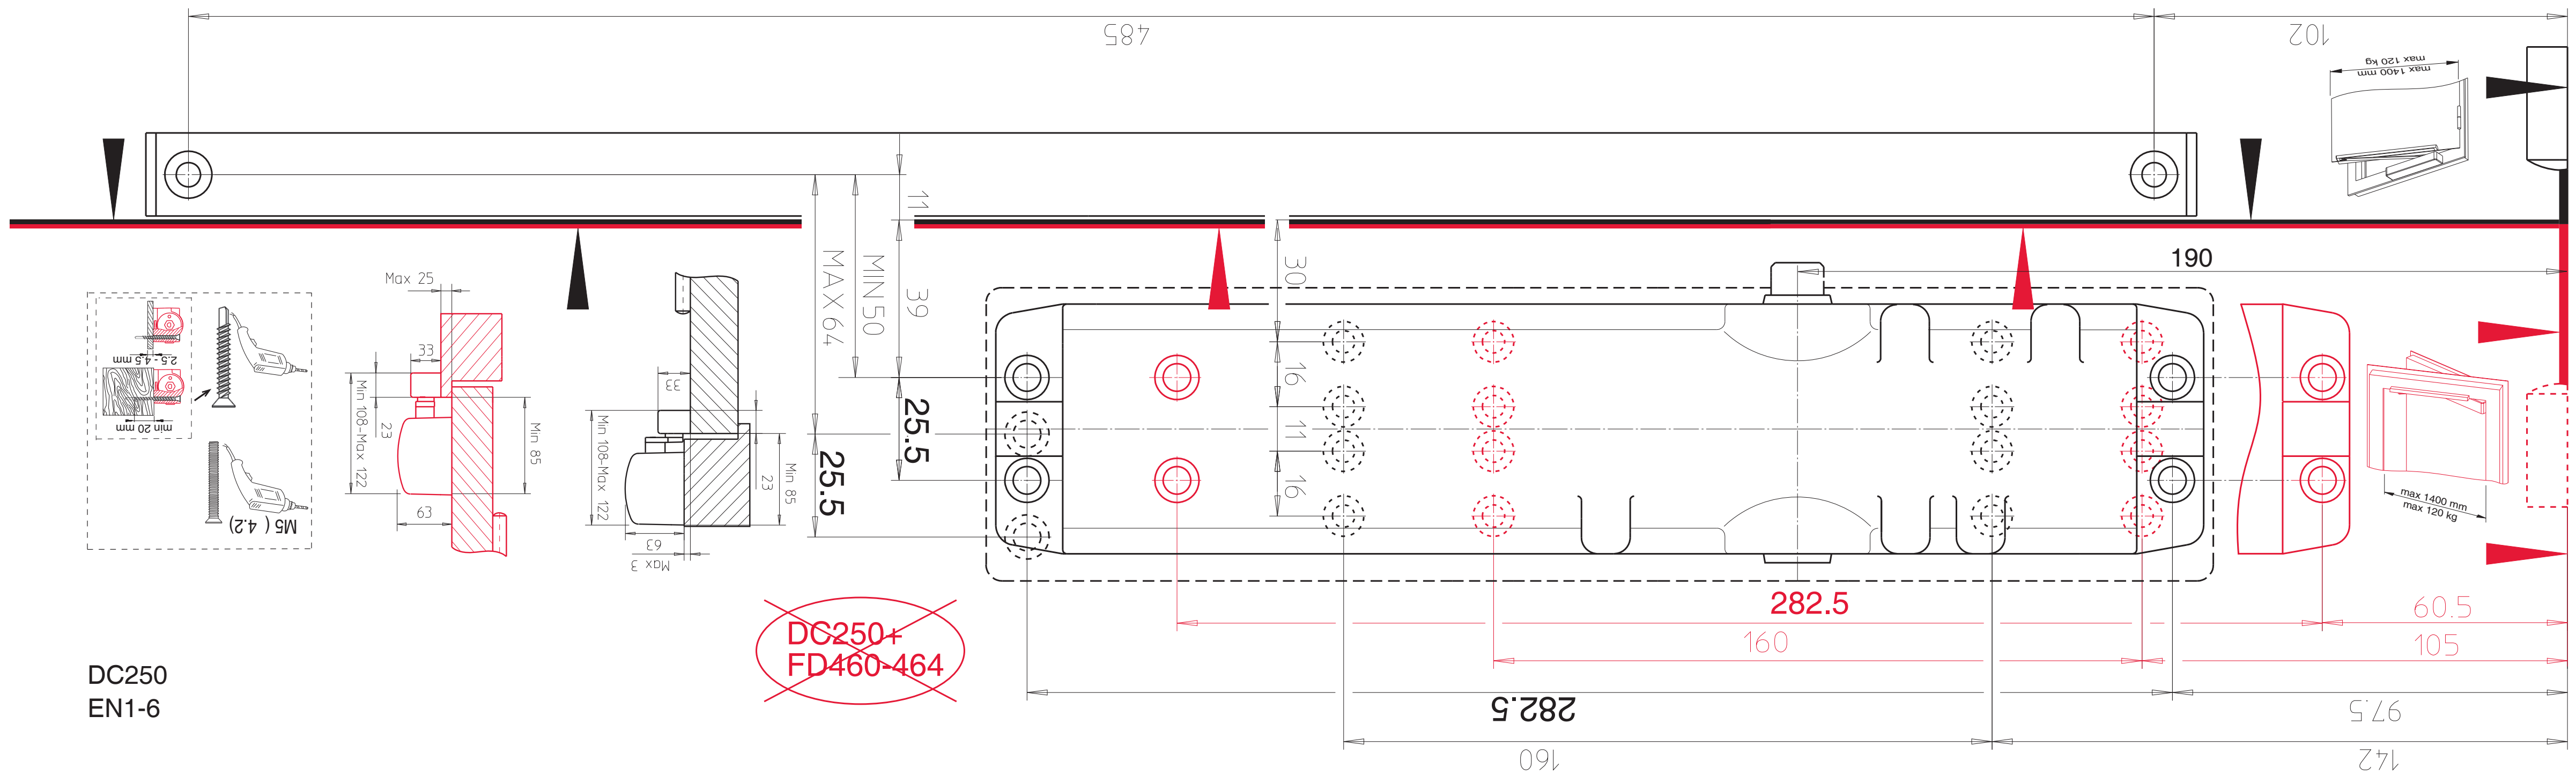 485
102
max 1400 mm
max 120 kg
11
190
MAX 64
MIN 50
39
30
16
11
16
25.5
25.5
Max 25
33
Min 108-Max 122
23
Min 85
63
33
Min 108-Max 122
23
Min 85
63
Max 3
2.5 - 4.5 mm
min 20 mm
M5 ( 4.2)
max 1400 mm
max 120 kg
282.5
60.5
160
105
DC250+
FD460-464
282.5
97.5
160
142
DC250
EN1-6